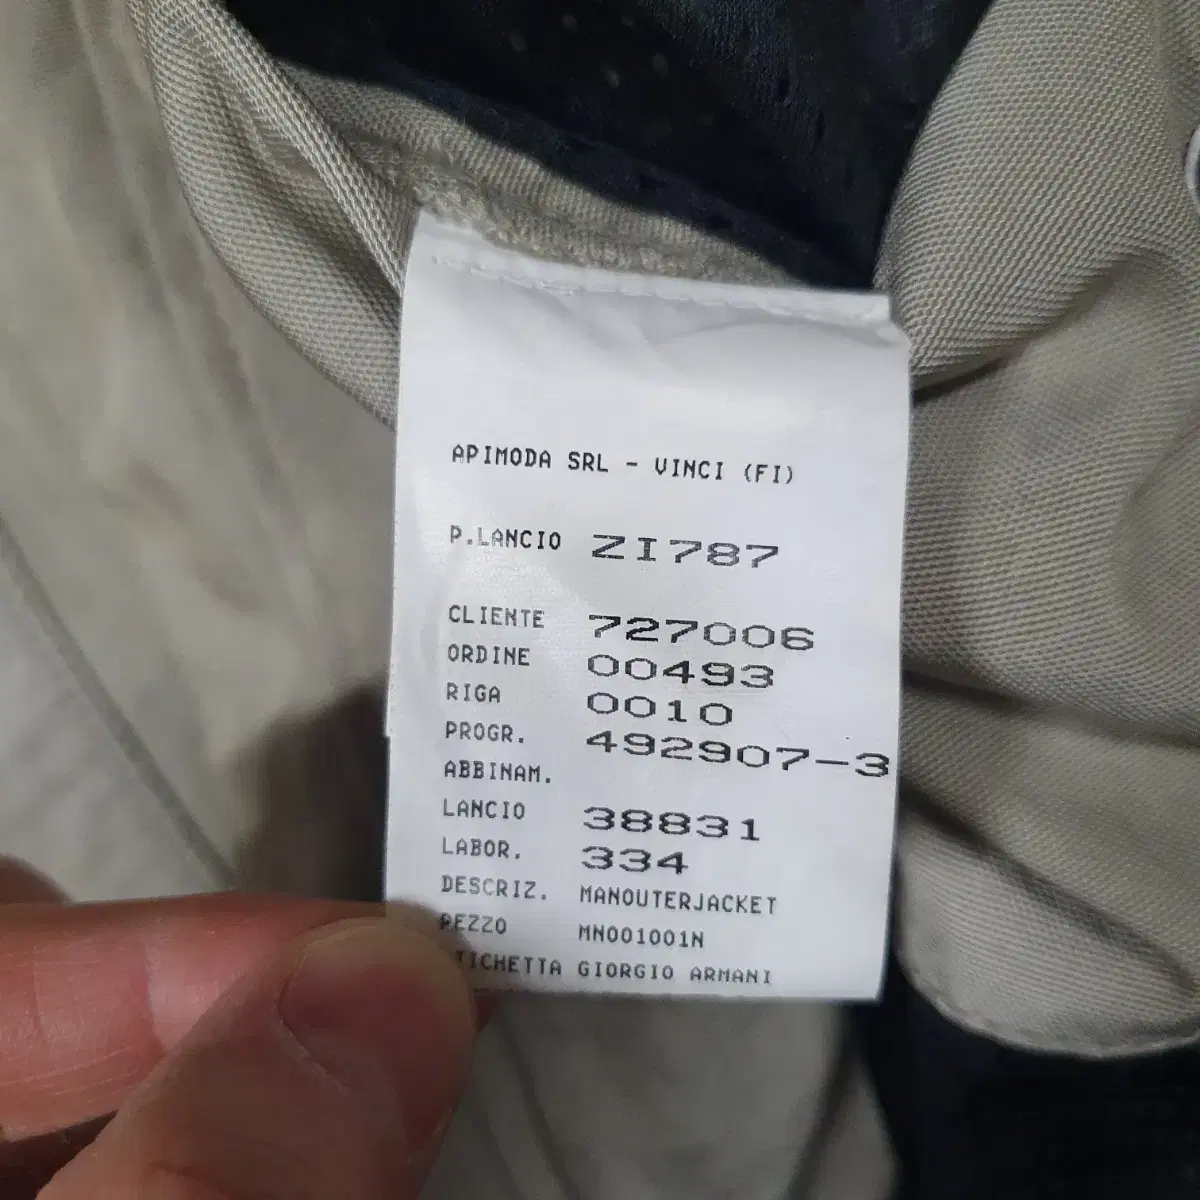 APIMODA SRL - VINCI (FI)
P.LANCIO ZI787
CLIENTE 727006
ORDINE 00493
RIGA 0010
PROGR. 492907-3
ABBINAM.
LANCIO 38831
LABOR. 334
DESCRIZ. MANOUTERJACKET
PEZZO MN001001N
TICHETTA GIORGIO ARMANI